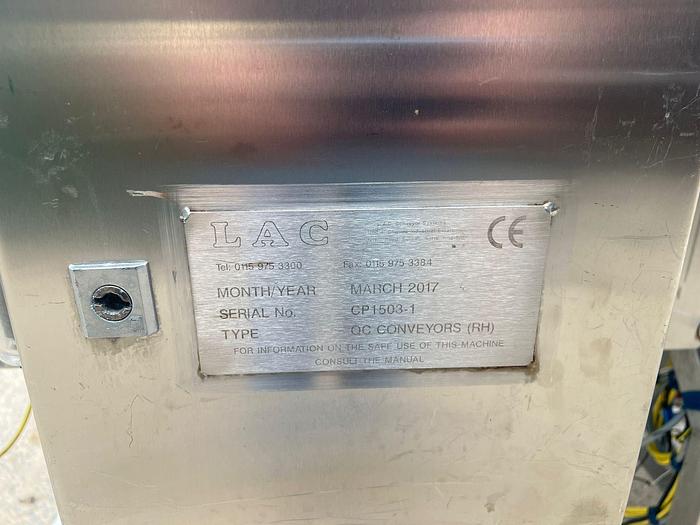 LAC
CE
Tel: 0115 975 3300 Fax: 0115 975 3384
MONTH/YEAR MARCH 2017
SERIAL No. CP1503-1
TYPE QC CONVEYORS (RH)
FOR INFORMATION ON THE SAFE USE OF THIS MACHINE
CONSULT THE MANUAL